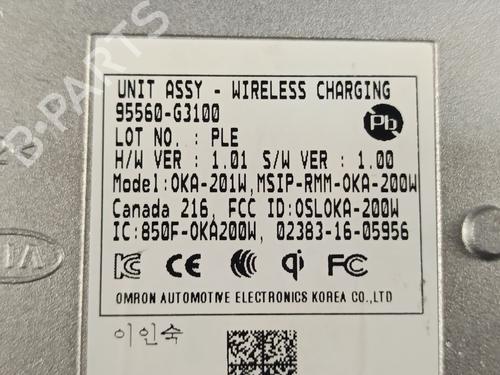 UNIT ASSY - WIRELESS CHARGING
95560-G3100
Pb
LOT NO. : PLE
H/W VER : 1.01 S/W VER : 1.00
Model:OKA-201W,MSIP-RMM-OKA-200W
Canada 216, FCC ID:OSLOKA-200W
IC:850F-OKA200W, 02383-16-05956
CE qi FC
OMRON AUTOMOTIVE ELECTRONICS KOREA CO.,LTD
이인숙
B-PARTS